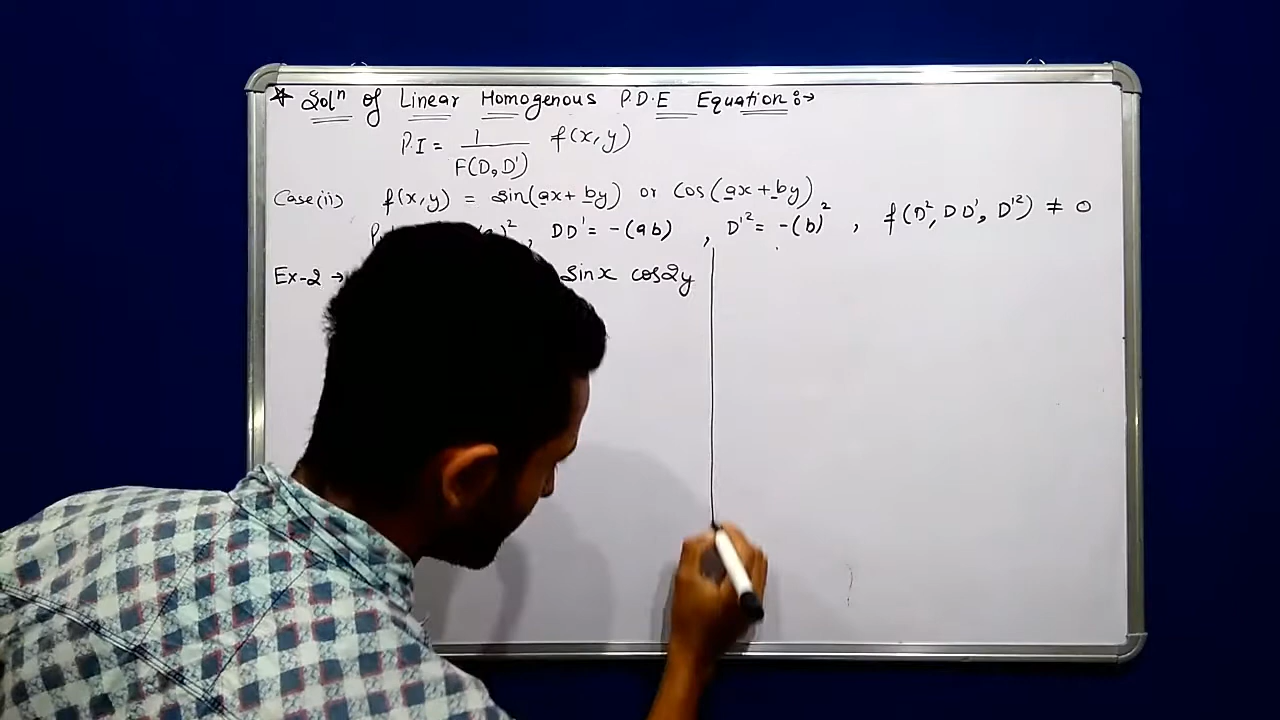 * Solⁿ of Linear Homogenous P.D.E Equation :→
P.I = 1/F(D, D') f(x, y)
Case(ii) f(x, y) = sin(ax + by) or cos(ax + by)
)², DD' = -(ab), D'² = -(b)², f(D², DD', D'²) ≠ 0
Ex-2 → sinx cos2y